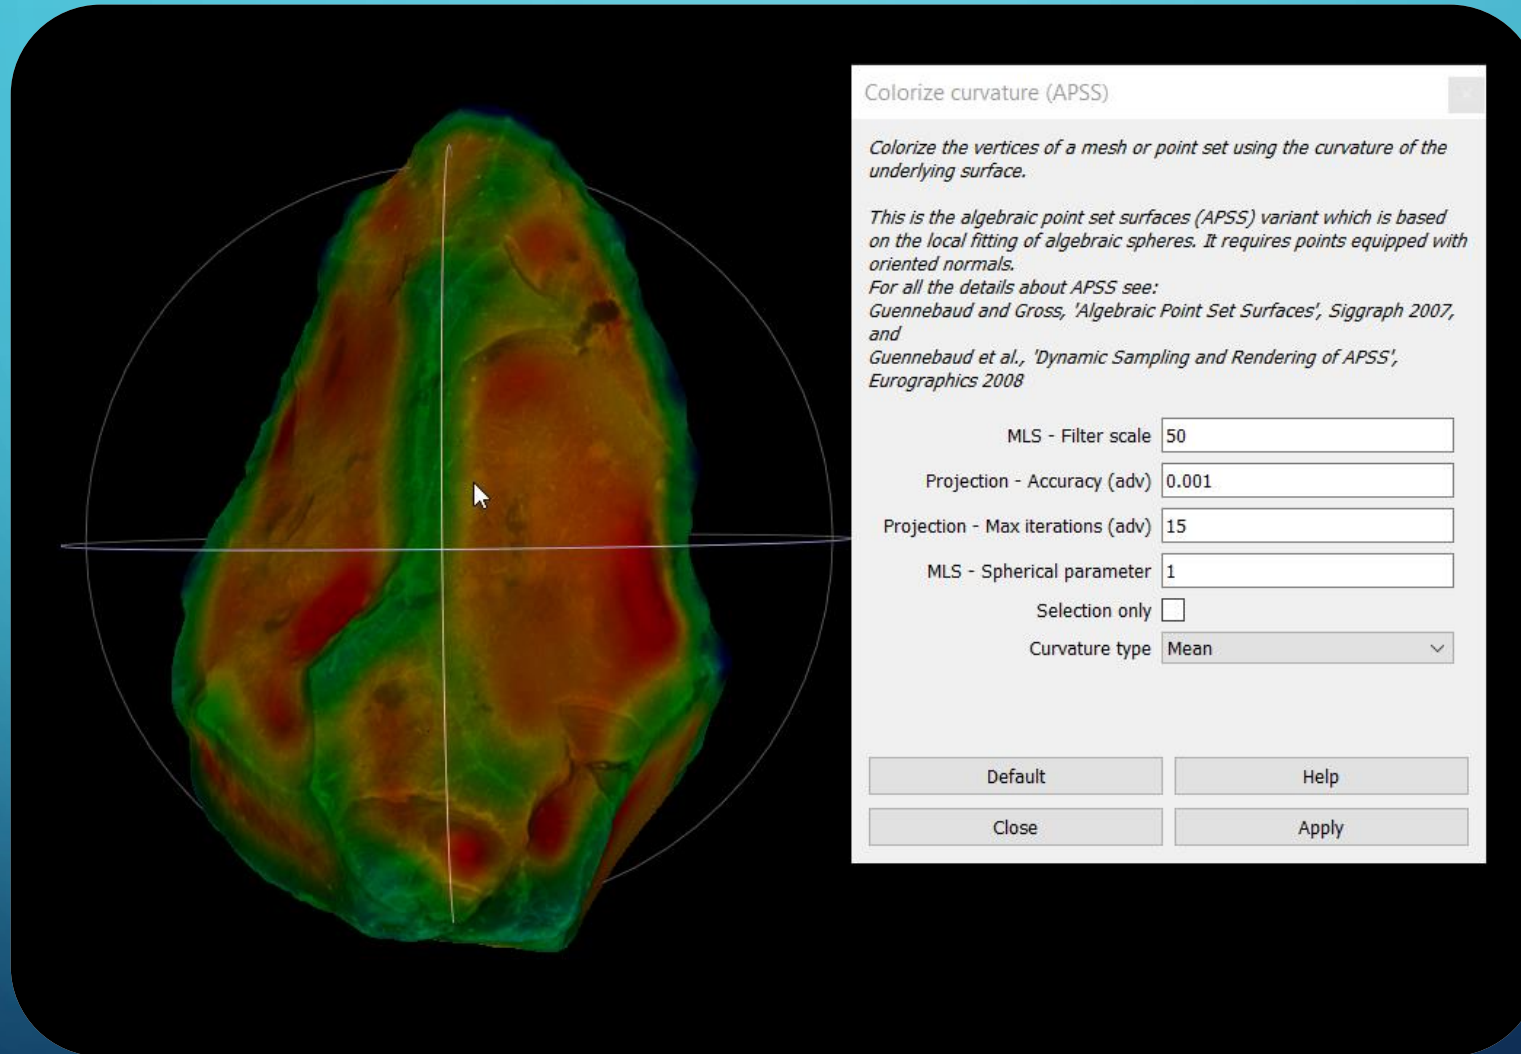 Colorize curvature (APSS)
Colorize the vertices of a mesh or point set using the curvature of the
underlying surface.
This is the algebraic point set surfaces (APSS) variant which is based
on the local fitting of algebraic spheres. It requires points equipped with
oriented normals.
For all the details about APSS see:
Guennebaud and Gross, 'Algebraic Point Set Surfaces', Siggraph 2007,
and
Guennebaud et al., 'Dynamic Sampling and Rendering of APSS',
Eurographics 2008
MLS - Filter scale 50
Projection - Accuracy (adv) 0.001
Projection - Max iterations (adv) 15
MLS - Spherical parameter 1
Selection only
Curvature type Mean
Default Help
Close Apply